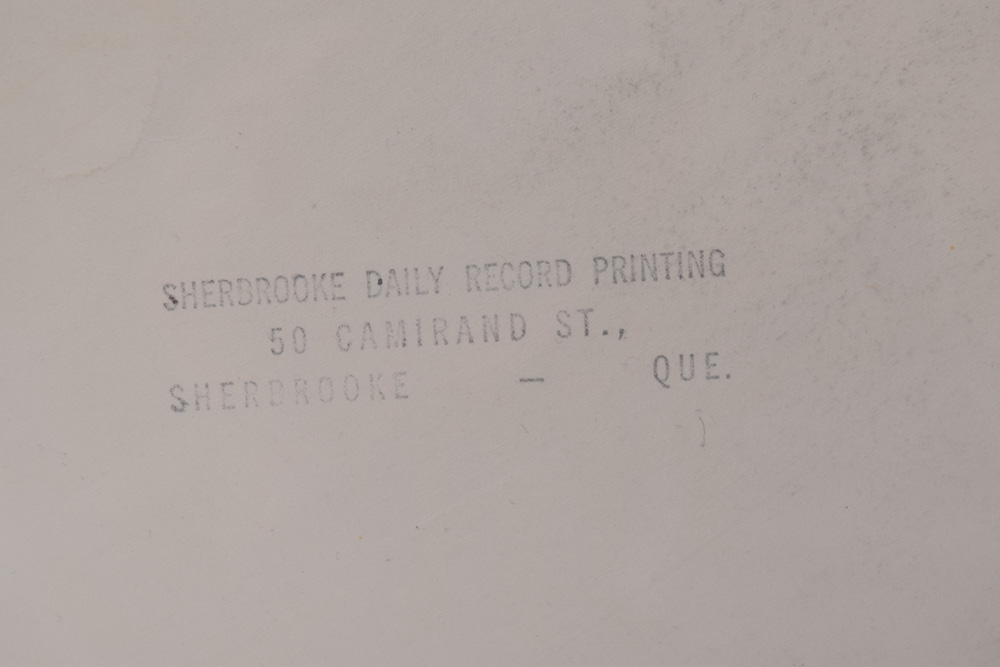 SHERBROOKE DAILY RECORD PRINTING
50 CAMIRAND ST.,
SHERBROOKE – QUE.